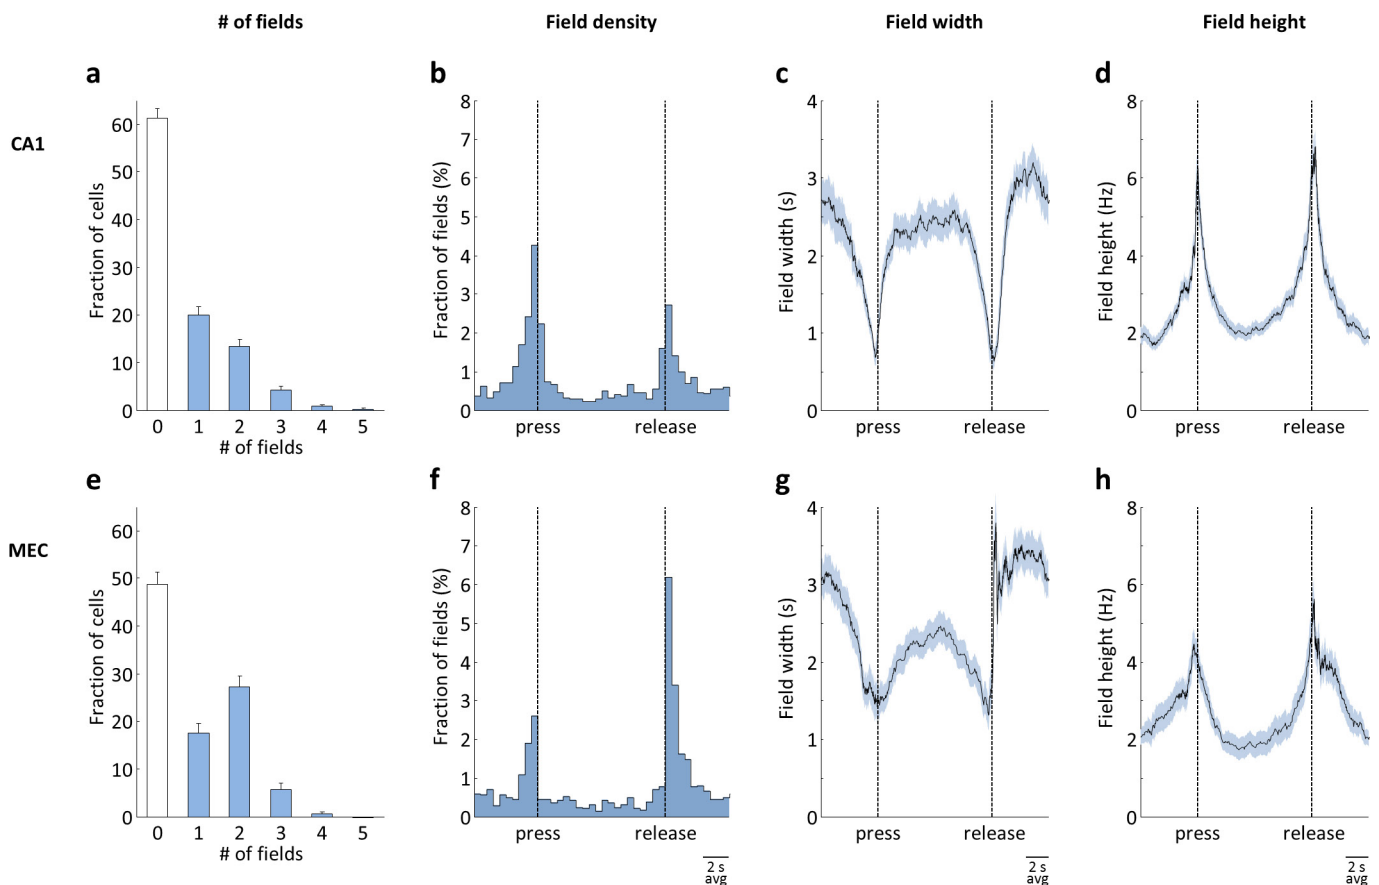 # of fields
Field density
Field width
Field height
CA1
a
Fraction of cells
60
50
40
30
20
10
0
0 1 2 3 4 5
# of fields
b
Fraction of fields (%)
8
7
6
5
4
3
2
1
0
press release
c
Field width (s)
4
3
2
1
0
press release
d
Field height (Hz)
8
6
4
2
0
press release
MEC
e
Fraction of cells
60
50
40
30
20
10
0
0 1 2 3 4 5
# of fields
f
Fraction of fields (%)
8
7
6
5
4
3
2
1
0
press release
2 s
avg
g
Field width (s)
4
3
2
1
0
press release
2 s
avg
h
Field height (Hz)
8
6
4
2
0
press release
2 s
avg